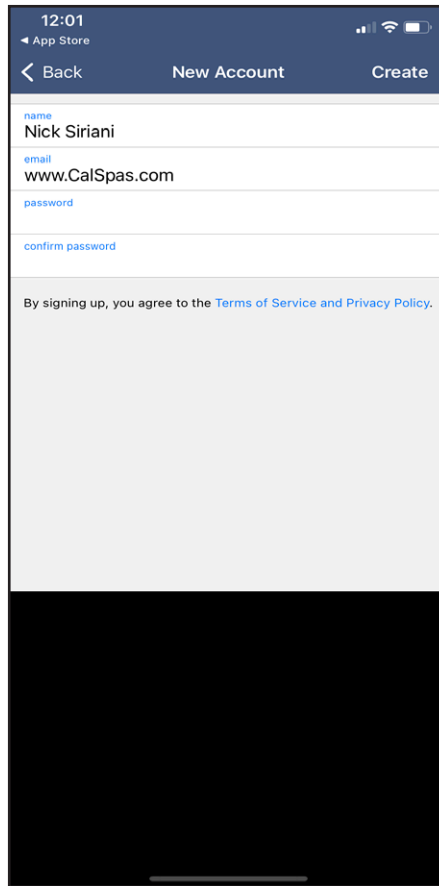 12:01
◀ App Store
Back New Account Create
name
Nick Siriani
email
www.CalSpas.com
password
confirm password
By signing up, you agree to the Terms of Service and Privacy Policy.